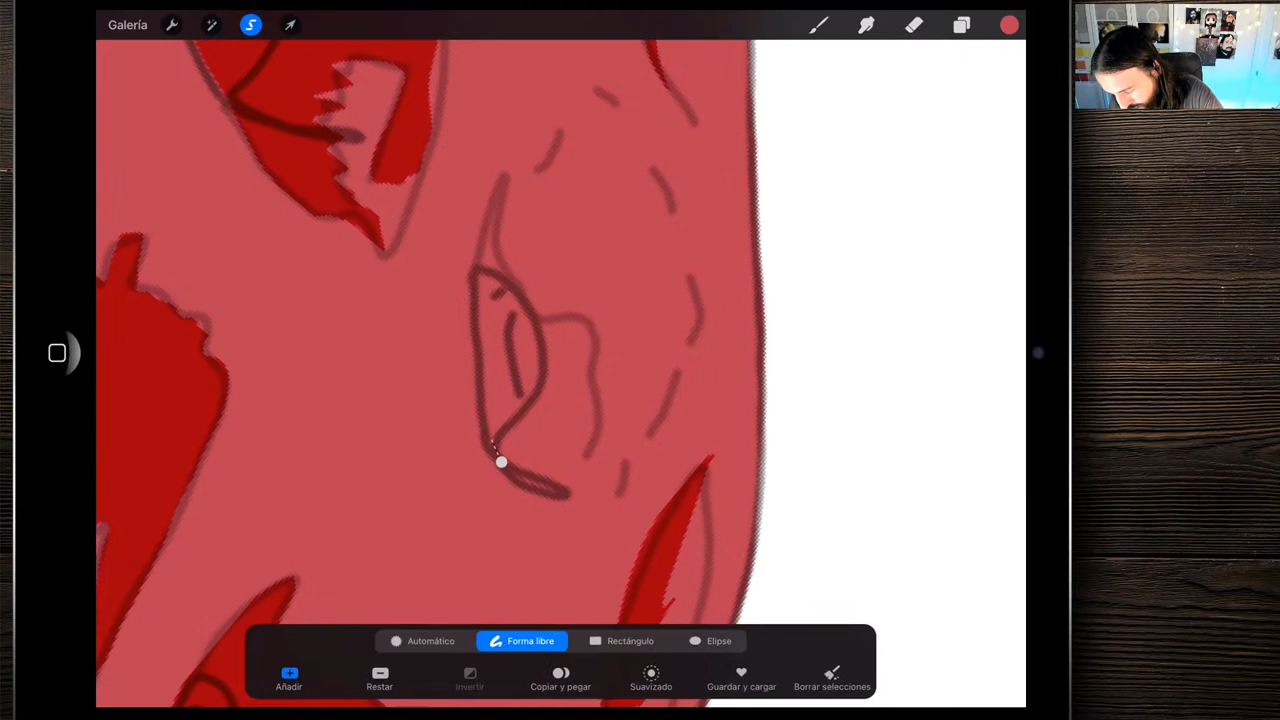 Galería
Automático
Forma libre
Rectángulo
Elipse
Añadir
Restar
Invertir
Copiar y pegar
Suavizado
Guardar y cargar
Borrar selecciones